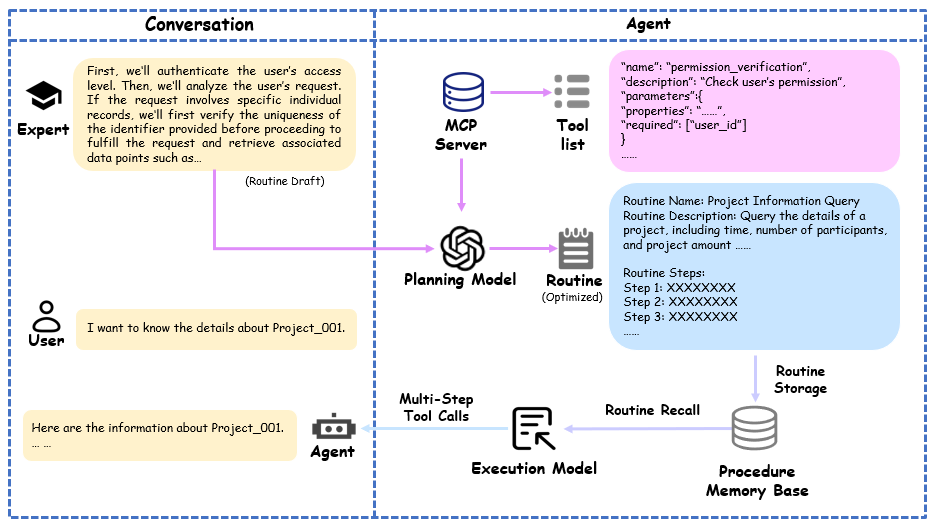 Conversation
Agent
Expert
First, we'll authenticate the user's access
level. Then, we'll analyze the user's request.
If the request involves specific individual
records, we'll first verify the uniqueness of
the identifier provided before proceeding to
fulfill the request and retrieve associated
data points such as…
(Routine Draft)
MCP
Server
Tool
list
“name”: “permission_verification”,
“description”: “Check user's permission”,
“parameters”:{
“properties”: “……”,
“required”: [“user_id”]
}
……
Planning Model
Routine
(Optimized)
Routine Name: Project Information Query
Routine Description: Query the details of a
project, including time, number of participants,
and project amount ……
Routine Steps:
Step 1: XXXXXXXX
Step 2: XXXXXXXX
Step 3: XXXXXXXX
……
User
I want to know the details about Project_001.
Routine
Storage
Here are the information about Project_001.
… …
Agent
Multi-Step
Tool Calls
Execution Model
Routine Recall
Procedure
Memory Base